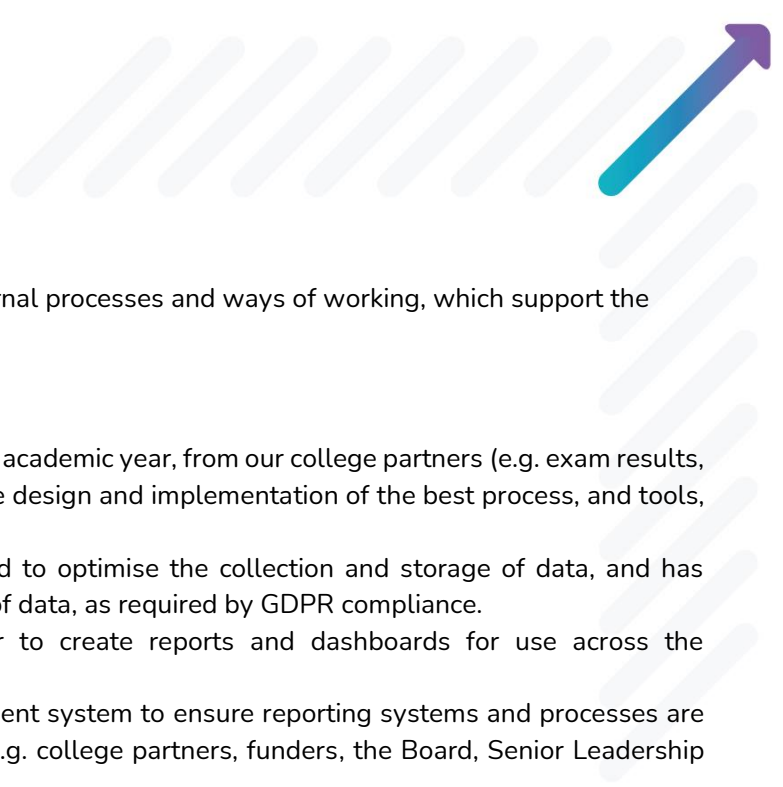 rnal processes and ways of working, which support the
academic year, from our college partners (e.g. exam results,
e design and implementation of the best process, and tools,
d to optimise the collection and storage of data, and has
of data, as required by GDPR compliance.
r to create reports and dashboards for use across the
ent system to ensure reporting systems and processes are
.g. college partners, funders, the Board, Senior Leadership